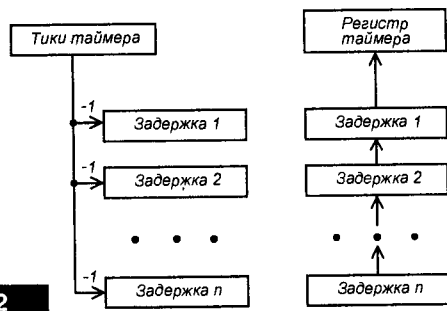 Тики таймера
-1
Задержка 1
-1
Задержка 2
-1
Задержка n
Регистр
таймера
Задержка 1
Задержка 2
Задержка n
2